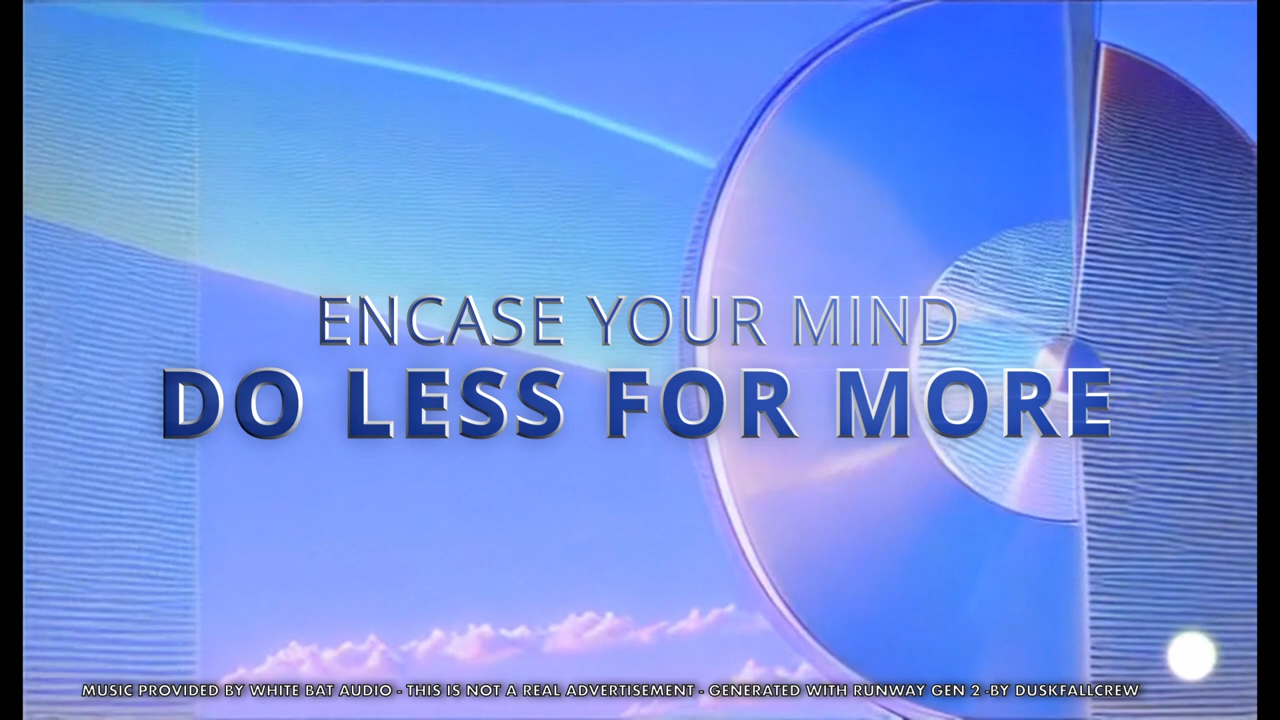 ENCASE YOUR MIND
DO LESS FOR MORE
MUSIC PROVIDED BY WHITE BAT AUDIO - THIS IS NOT A REAL ADVERTISEMENT - GENERATED WITH RUNWAY GEN 2 -BY DUSKFALLCREW